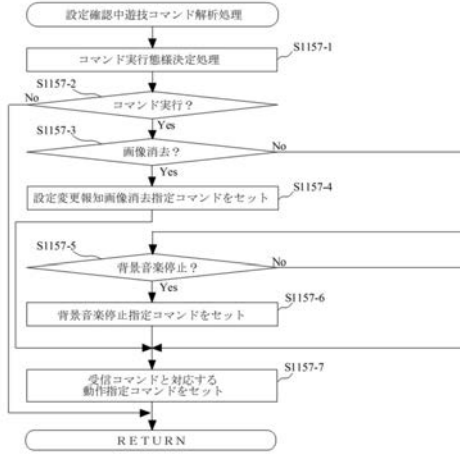 設定確認中遊技コマンド解析処理
S1157-1
コマンド実行態様決定処理
S1157-2
No
コマンド実行？
Yes
S1157-3
No
画像消去？
Yes
S1157-4
設定変更報知画像消去指定コマンドをセット
S1157-5
No
背景音楽停止？
Yes
S1157-6
背景音楽停止指定コマンドをセット
S1157-7
受信コマンドと対応する
動作指定コマンドをセット
RETURN